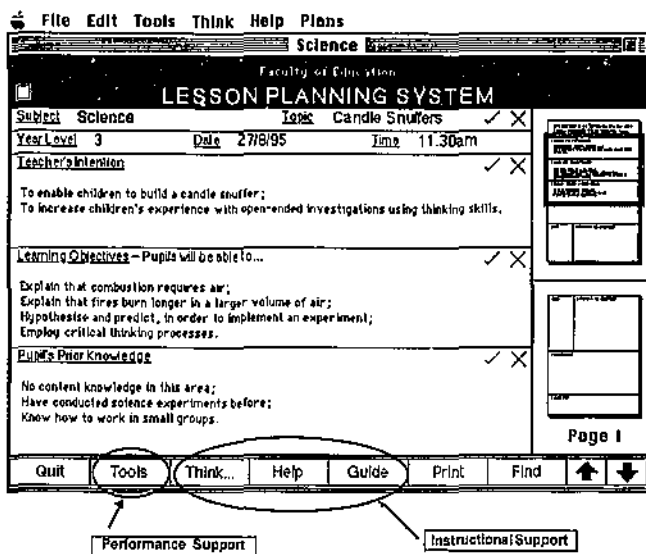 File Edit Tools Think Help Plans
Science
Faculty of Education
LESSON PLANNING SYSTEM
Subject Science Topic Candle Snuffers
Year Level 3 Date 27/8/95 Time 11.30am
Teacher's Intention
To enable children to build a candle snuffer;
To increase children's experience with open-ended investigations using thinking skills.
Learning Objectives - Pupils will be able to...
Explain that combustion requires air;
Explain that fires burn longer in a larger volume of air;
Hypothesise and predict, in order to implement an experiment;
Employ critical thinking processes.
Pupil's Prior Knowledge
No content knowledge in this area;
Have conducted science experiments before;
Know how to work in small groups.
Page 1
Quit Tools Think... Help Guide Print Find
Performance Support
Instructional Support